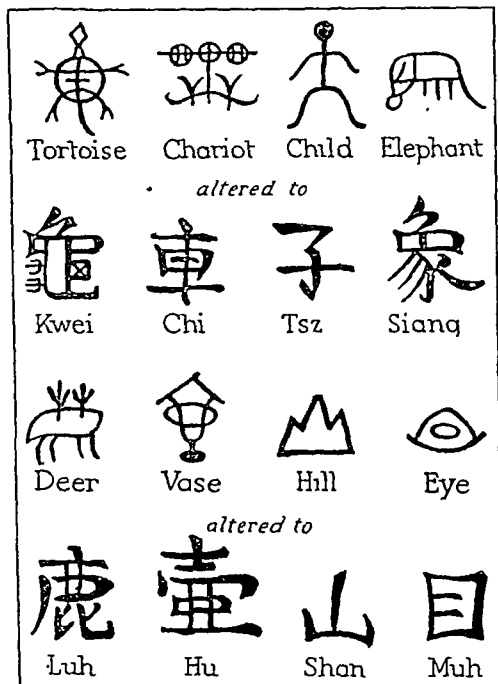 Tortoise Chariot Child Elephant
altered to
龜 車 子 象
Kwei Chi Tsz Siang
Deer Vase Hill Eye
altered to
鹿 壷 山 目
Luh Hu Shan Muh